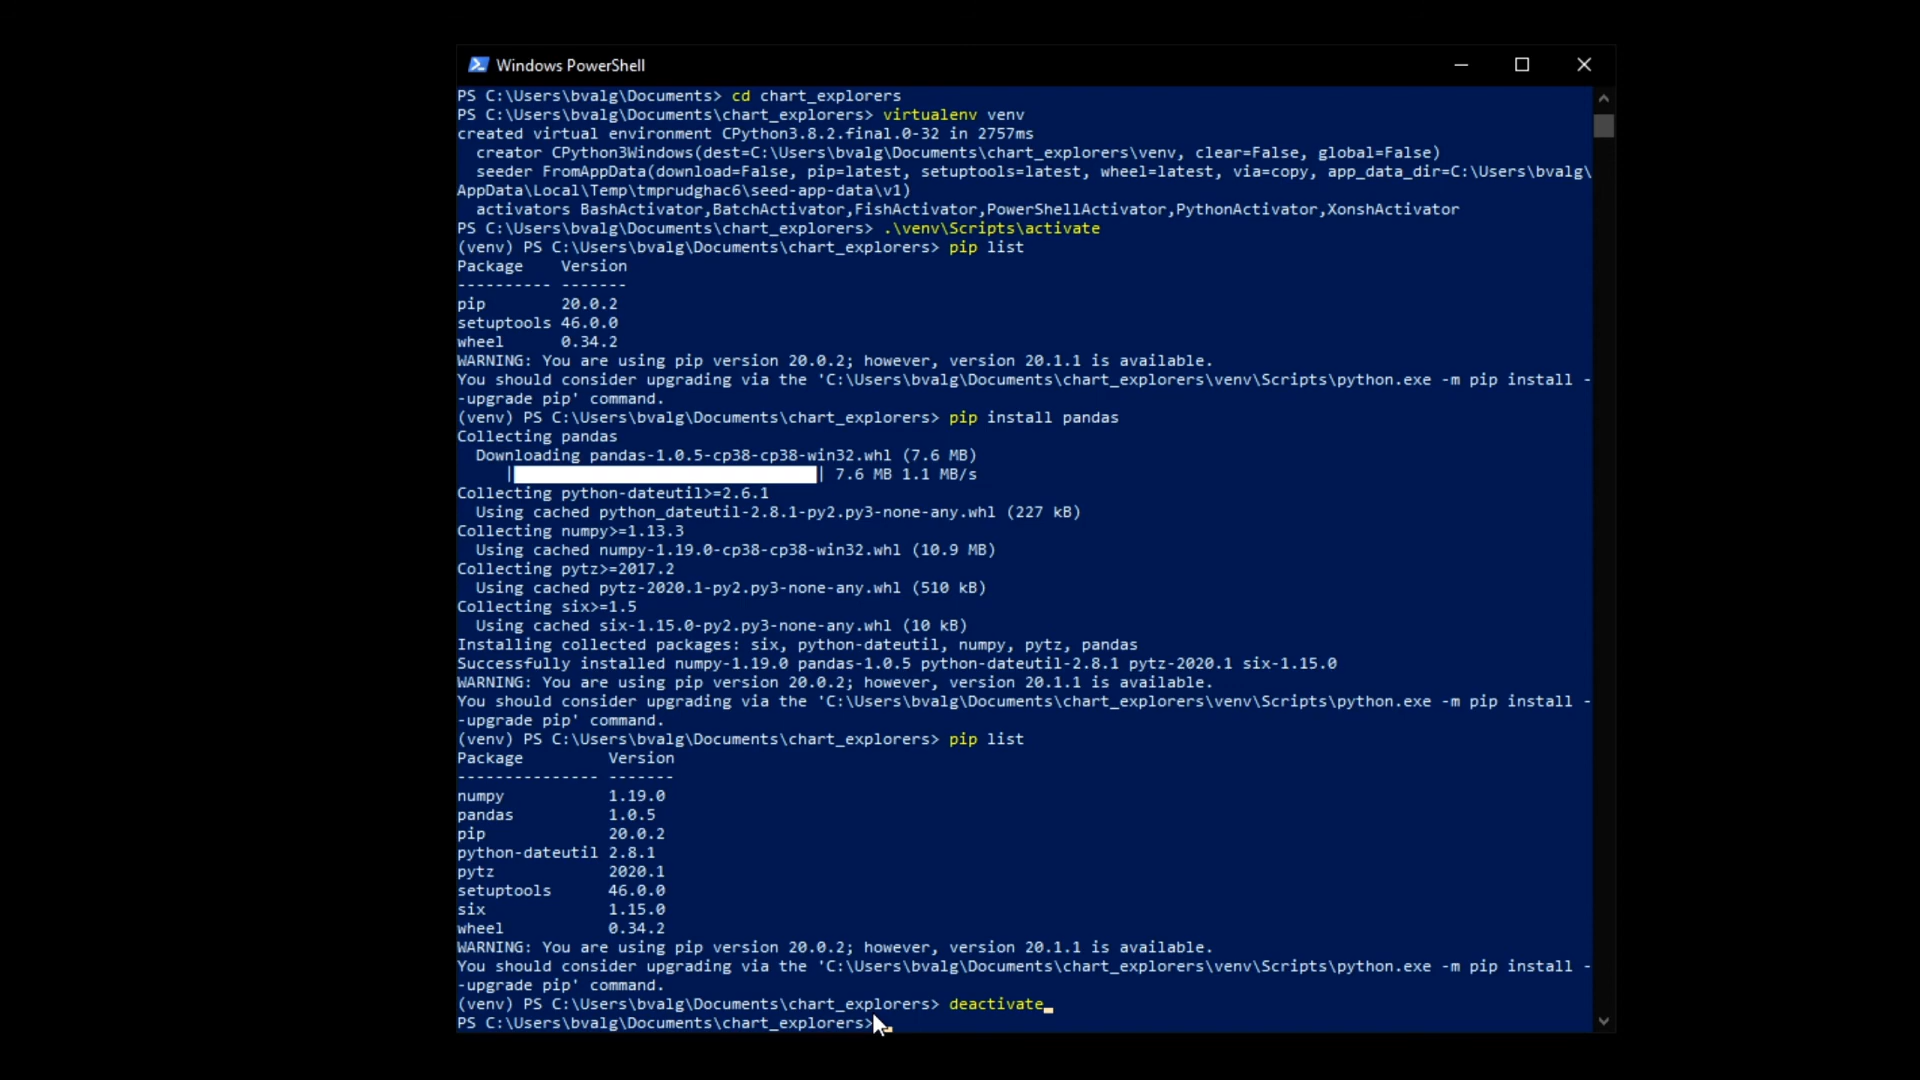 Windows PowerShell
PS C:\Users\bvalg\Documents> cd chart_explorers
PS C:\Users\bvalg\Documents\chart_explorers> virtualenv venv
created virtual environment CPython3.8.2.final.0-32 in 2757ms
  creator CPython3Windows(dest=C:\Users\bvalg\Documents\chart_explorers\venv, clear=False, global=False)
  seeder FromAppData(download=False, pip=latest, setuptools=latest, wheel=latest, via=copy, app_data_dir=C:\Users\bvalg\
AppData\Local\Temp\tmprudghac6\seed-app-data\v1)
  activators BashActivator,BatchActivator,FishActivator,PowerShellActivator,PythonActivator,XonshActivator
PS C:\Users\bvalg\Documents\chart_explorers> .\venv\Scripts\activate
(venv) PS C:\Users\bvalg\Documents\chart_explorers> pip list
Package    Version
---------- -------
pip        20.0.2
setuptools 46.0.0
wheel      0.34.2
WARNING: You are using pip version 20.0.2; however, version 20.1.1 is available.
You should consider upgrading via the 'C:\Users\bvalg\Documents\chart_explorers\venv\Scripts\python.exe -m pip install -
-upgrade pip' command.
(venv) PS C:\Users\bvalg\Documents\chart_explorers> pip install pandas
Collecting pandas
  Downloading pandas-1.0.5-cp38-cp38-win32.whl (7.6 MB)
     |████████████████████████████████| 7.6 MB 1.1 MB/s
Collecting python-dateutil>=2.6.1
  Using cached python_dateutil-2.8.1-py2.py3-none-any.whl (227 kB)
Collecting numpy>=1.13.3
  Using cached numpy-1.19.0-cp38-cp38-win32.whl (10.9 MB)
Collecting pytz>=2017.2
  Using cached pytz-2020.1-py2.py3-none-any.whl (510 kB)
Collecting six>=1.5
  Using cached six-1.15.0-py2.py3-none-any.whl (10 kB)
Installing collected packages: six, python-dateutil, numpy, pytz, pandas
Successfully installed numpy-1.19.0 pandas-1.0.5 python-dateutil-2.8.1 pytz-2020.1 six-1.15.0
WARNING: You are using pip version 20.0.2; however, version 20.1.1 is available.
You should consider upgrading via the 'C:\Users\bvalg\Documents\chart_explorers\venv\Scripts\python.exe -m pip install -
-upgrade pip' command.
(venv) PS C:\Users\bvalg\Documents\chart_explorers> pip list
Package         Version
--------------- -------
numpy           1.19.0
pandas          1.0.5
pip             20.0.2
python-dateutil 2.8.1
pytz            2020.1
setuptools      46.0.0
six             1.15.0
wheel           0.34.2
WARNING: You are using pip version 20.0.2; however, version 20.1.1 is available.
You should consider upgrading via the 'C:\Users\bvalg\Documents\chart_explorers\venv\Scripts\python.exe -m pip install -
-upgrade pip' command.
(venv) PS C:\Users\bvalg\Documents\chart_explorers> deactivate
PS C:\Users\bvalg\Documents\chart_explorers>